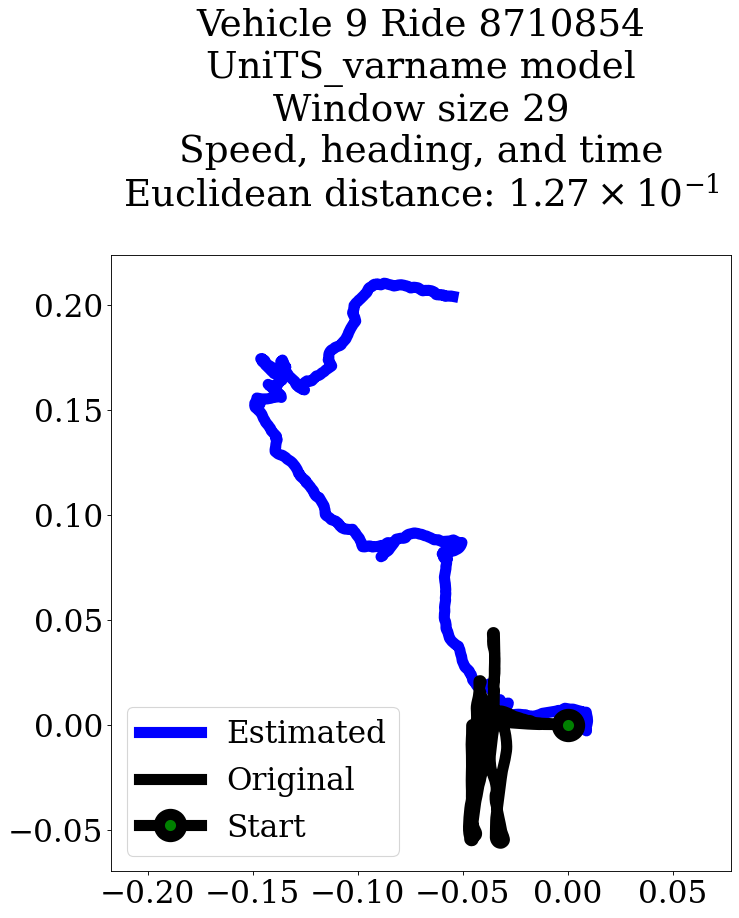 Vehicle 9 Ride 8710854
UniTS_varname model
Window size 29
Speed, heading, and time
Euclidean distance: 1.27 × 10⁻¹
0.20
0.15
0.10
0.05
0.00
−0.05
Estimated
Original
Start
−0.20 −0.15 −0.10 −0.05 0.00 0.05